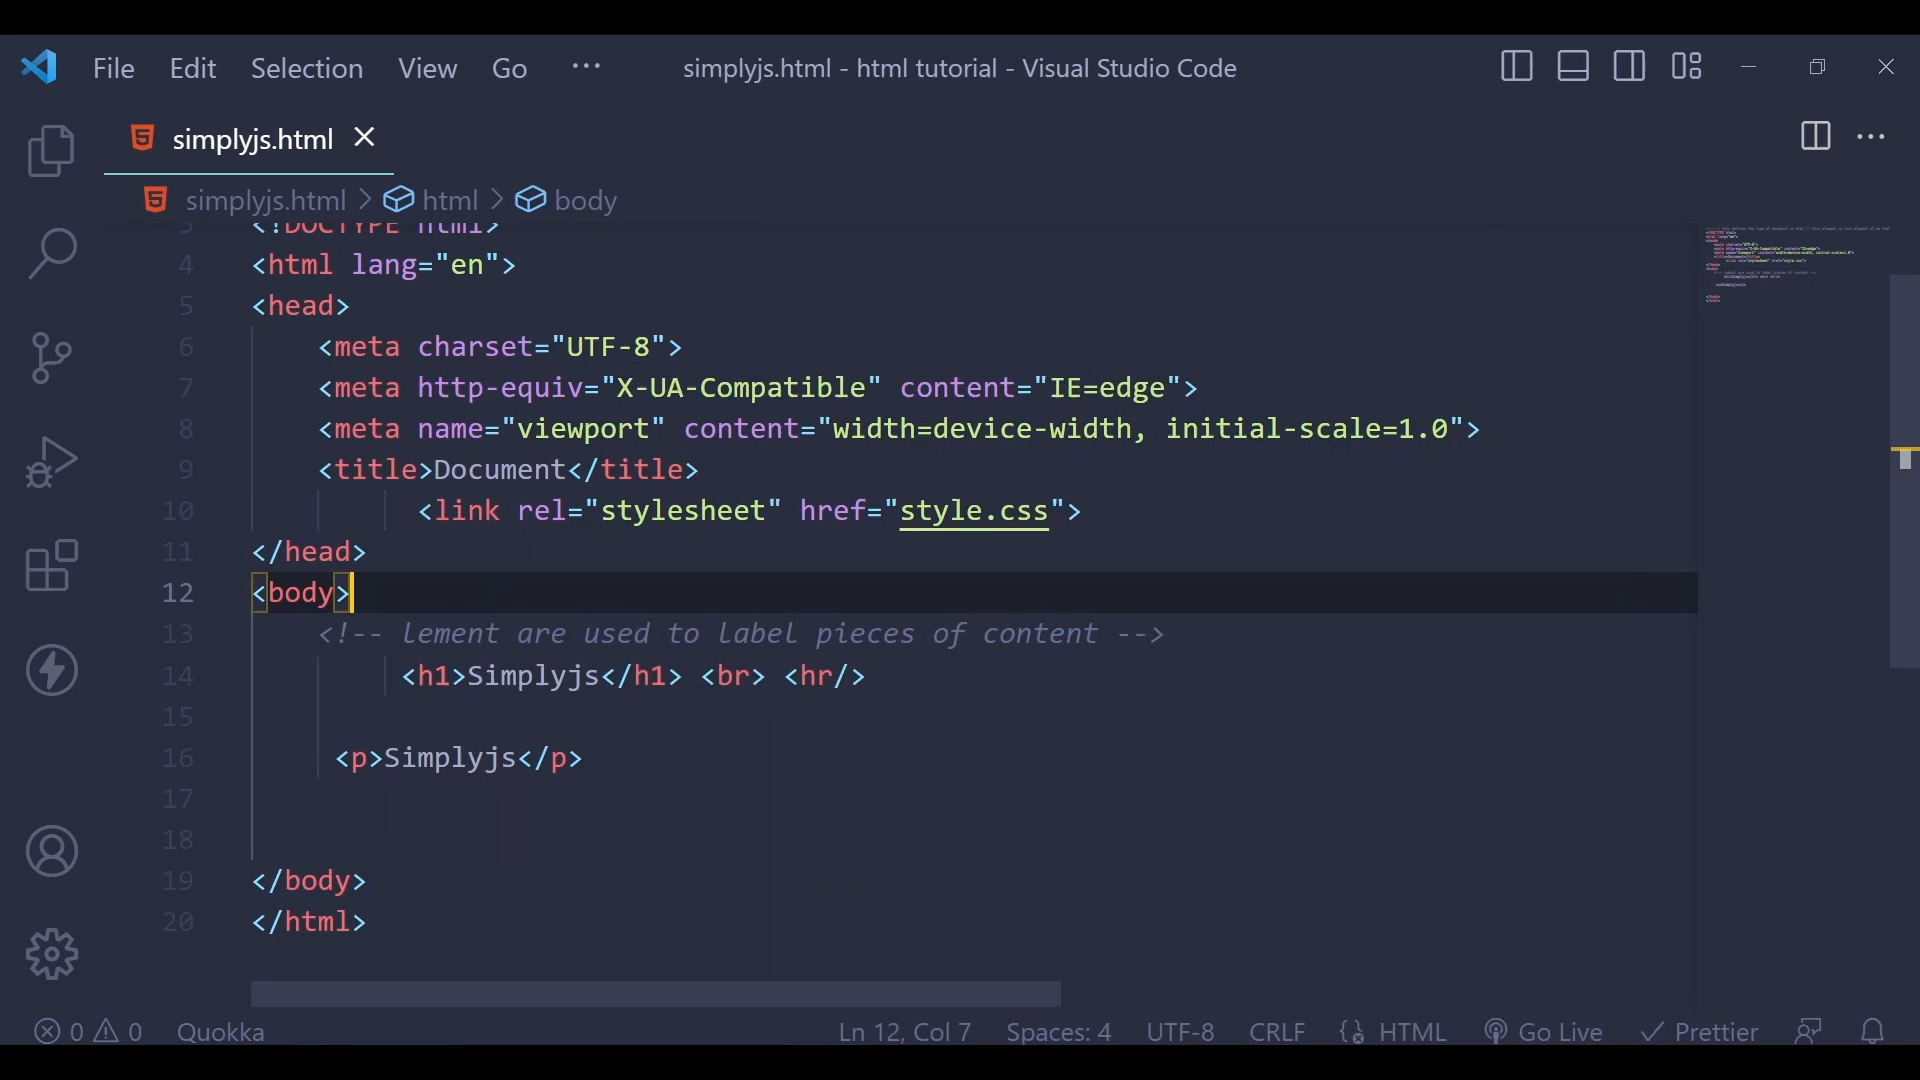 File Edit Selection View Go ··· simplyjs.html - html tutorial - Visual Studio Code
simplyjs.html
simplyjs.html > html > body
3 <!DOCTYPE html>
4 <html lang="en">
5 <head>
6 <meta charset="UTF-8">
7 <meta http-equiv="X-UA-Compatible" content="IE=edge">
8 <meta name="viewport" content="width=device-width, initial-scale=1.0">
9 <title>Document</title>
10 <link rel="stylesheet" href="style.css">
11 </head>
12 <body>
13 <!-- lement are used to label pieces of content -->
14 <h1>Simplyjs</h1> <br> <hr/>
15
16 <p>Simplyjs</p>
17
18
19 </body>
20 </html>
0 0 Quokka Ln 12, Col 7 Spaces: 4 UTF-8 CRLF HTML Go Live Prettier